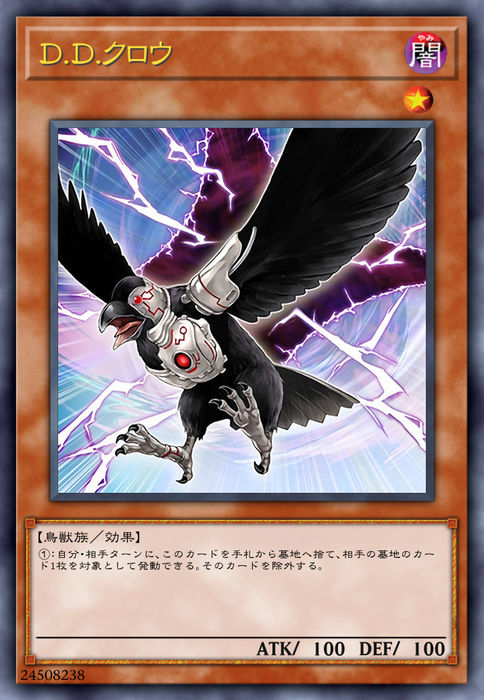 D.D.クロウ
やみ
闇
【鳥獣族／効果】
①:自分・相手ターンに、このカードを手札から墓地へ捨て、相手の墓地のカー
ド1枚を対象として発動できる。そのカードを除外する。
ATK/ 100 DEF/ 100
24508238